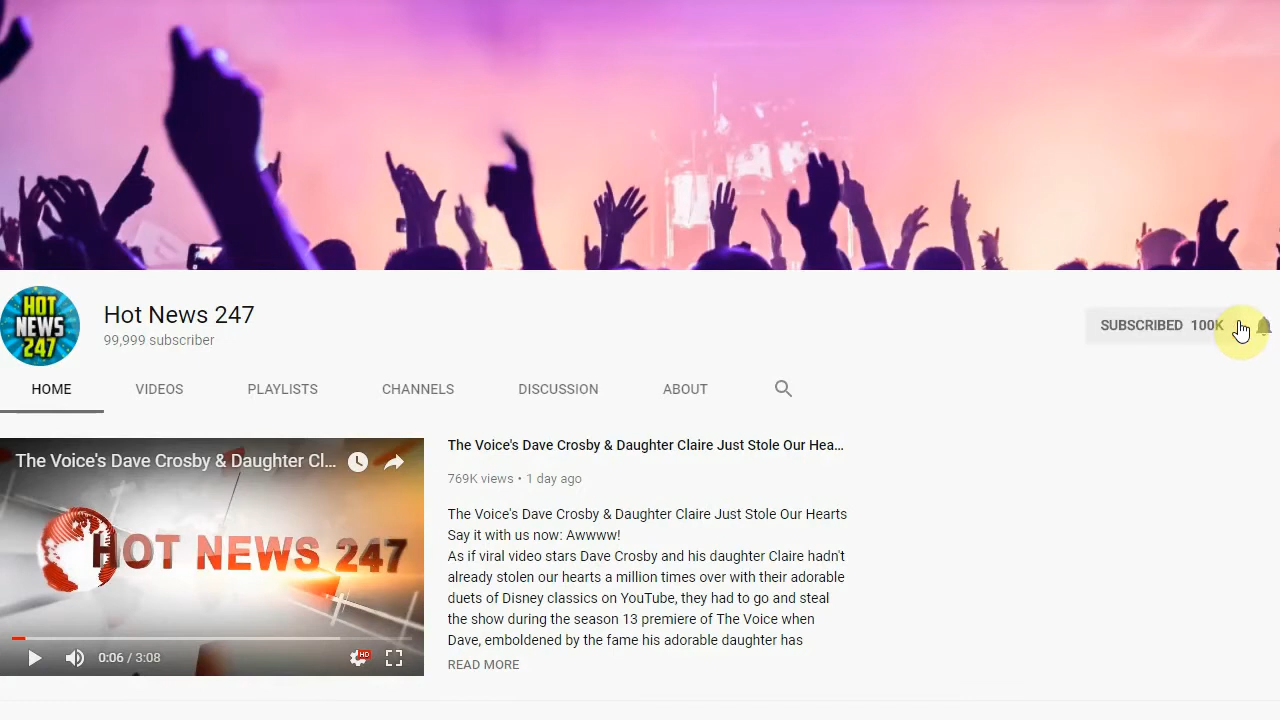 HOT
NEWS
247
Hot News 247
99,999 subscriber
SUBSCRIBED 100K
HOME VIDEOS PLAYLISTS CHANNELS DISCUSSION ABOUT
The Voice's Dave Crosby & Daughter Cl...
HOT NEWS 247
0:06 / 3:08
HD
The Voice's Dave Crosby & Daughter Claire Just Stole Our Hea...
769K views • 1 day ago
The Voice's Dave Crosby & Daughter Claire Just Stole Our Hearts
Say it with us now: Awwww!
As if viral video stars Dave Crosby and his daughter Claire hadn't
already stolen our hearts a million times over with their adorable
duets of Disney classics on YouTube, they had to go and steal
the show during the season 13 premiere of The Voice when
Dave, emboldened by the fame his adorable daughter has
READ MORE